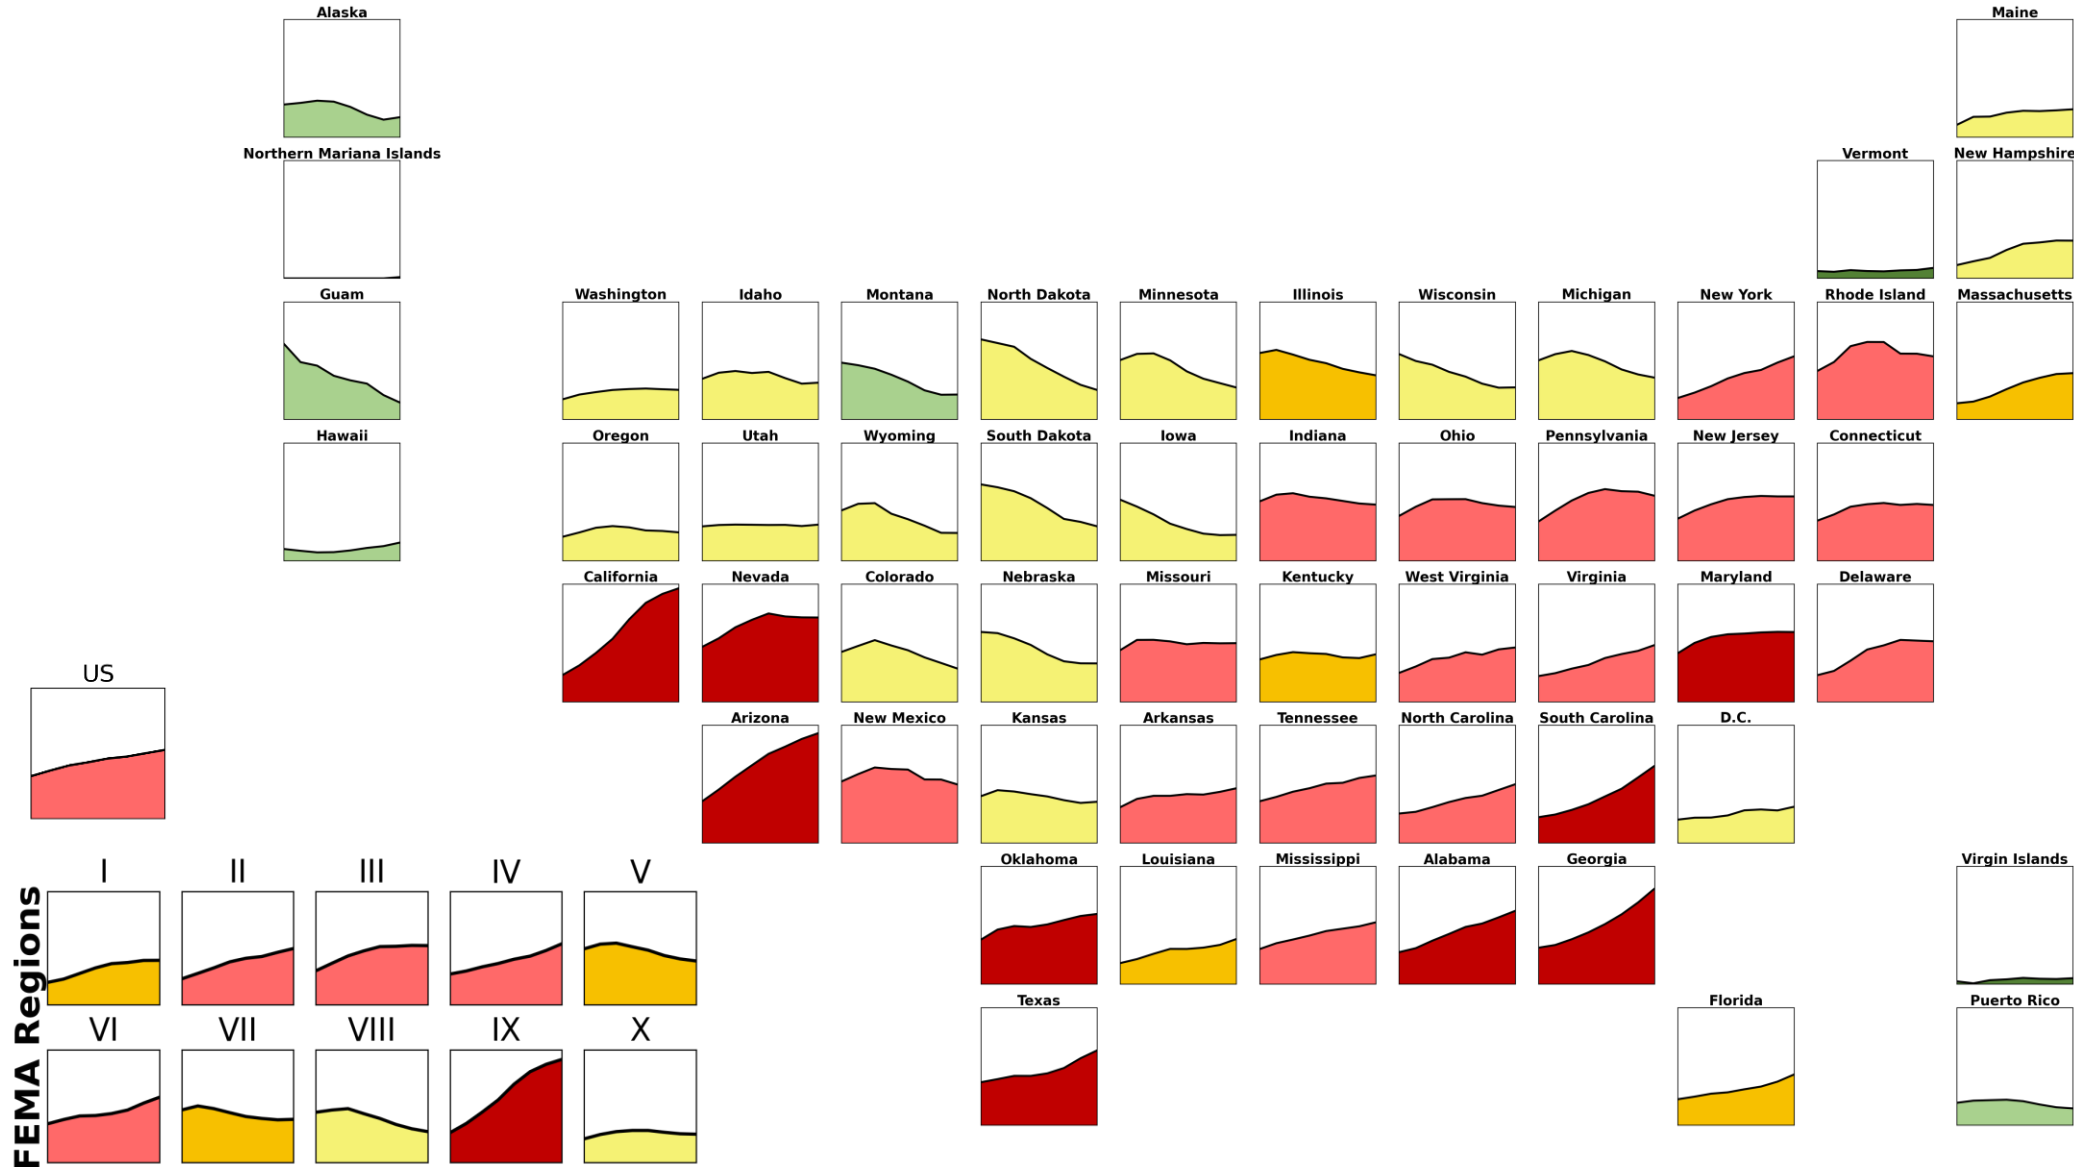 Alaska
Maine
Northern Mariana Islands
Vermont
New Hampshire
Guam
Washington
Idaho
Montana
North Dakota
Minnesota
Illinois
Wisconsin
Michigan
New York
Rhode Island
Massachusetts
Hawaii
Oregon
Utah
Wyoming
South Dakota
Iowa
Indiana
Ohio
Pennsylvania
New Jersey
Connecticut
California
Nevada
Colorado
Nebraska
Missouri
Kentucky
West Virginia
Virginia
Maryland
Delaware
US
Arizona
New Mexico
Kansas
Arkansas
Tennessee
North Carolina
South Carolina
D.C.
Oklahoma
Louisiana
Mississippi
Alabama
Georgia
Virgin Islands
Texas
Florida
Puerto Rico
FEMA Regions
I
II
III
IV
V
VI
VII
VIII
IX
X